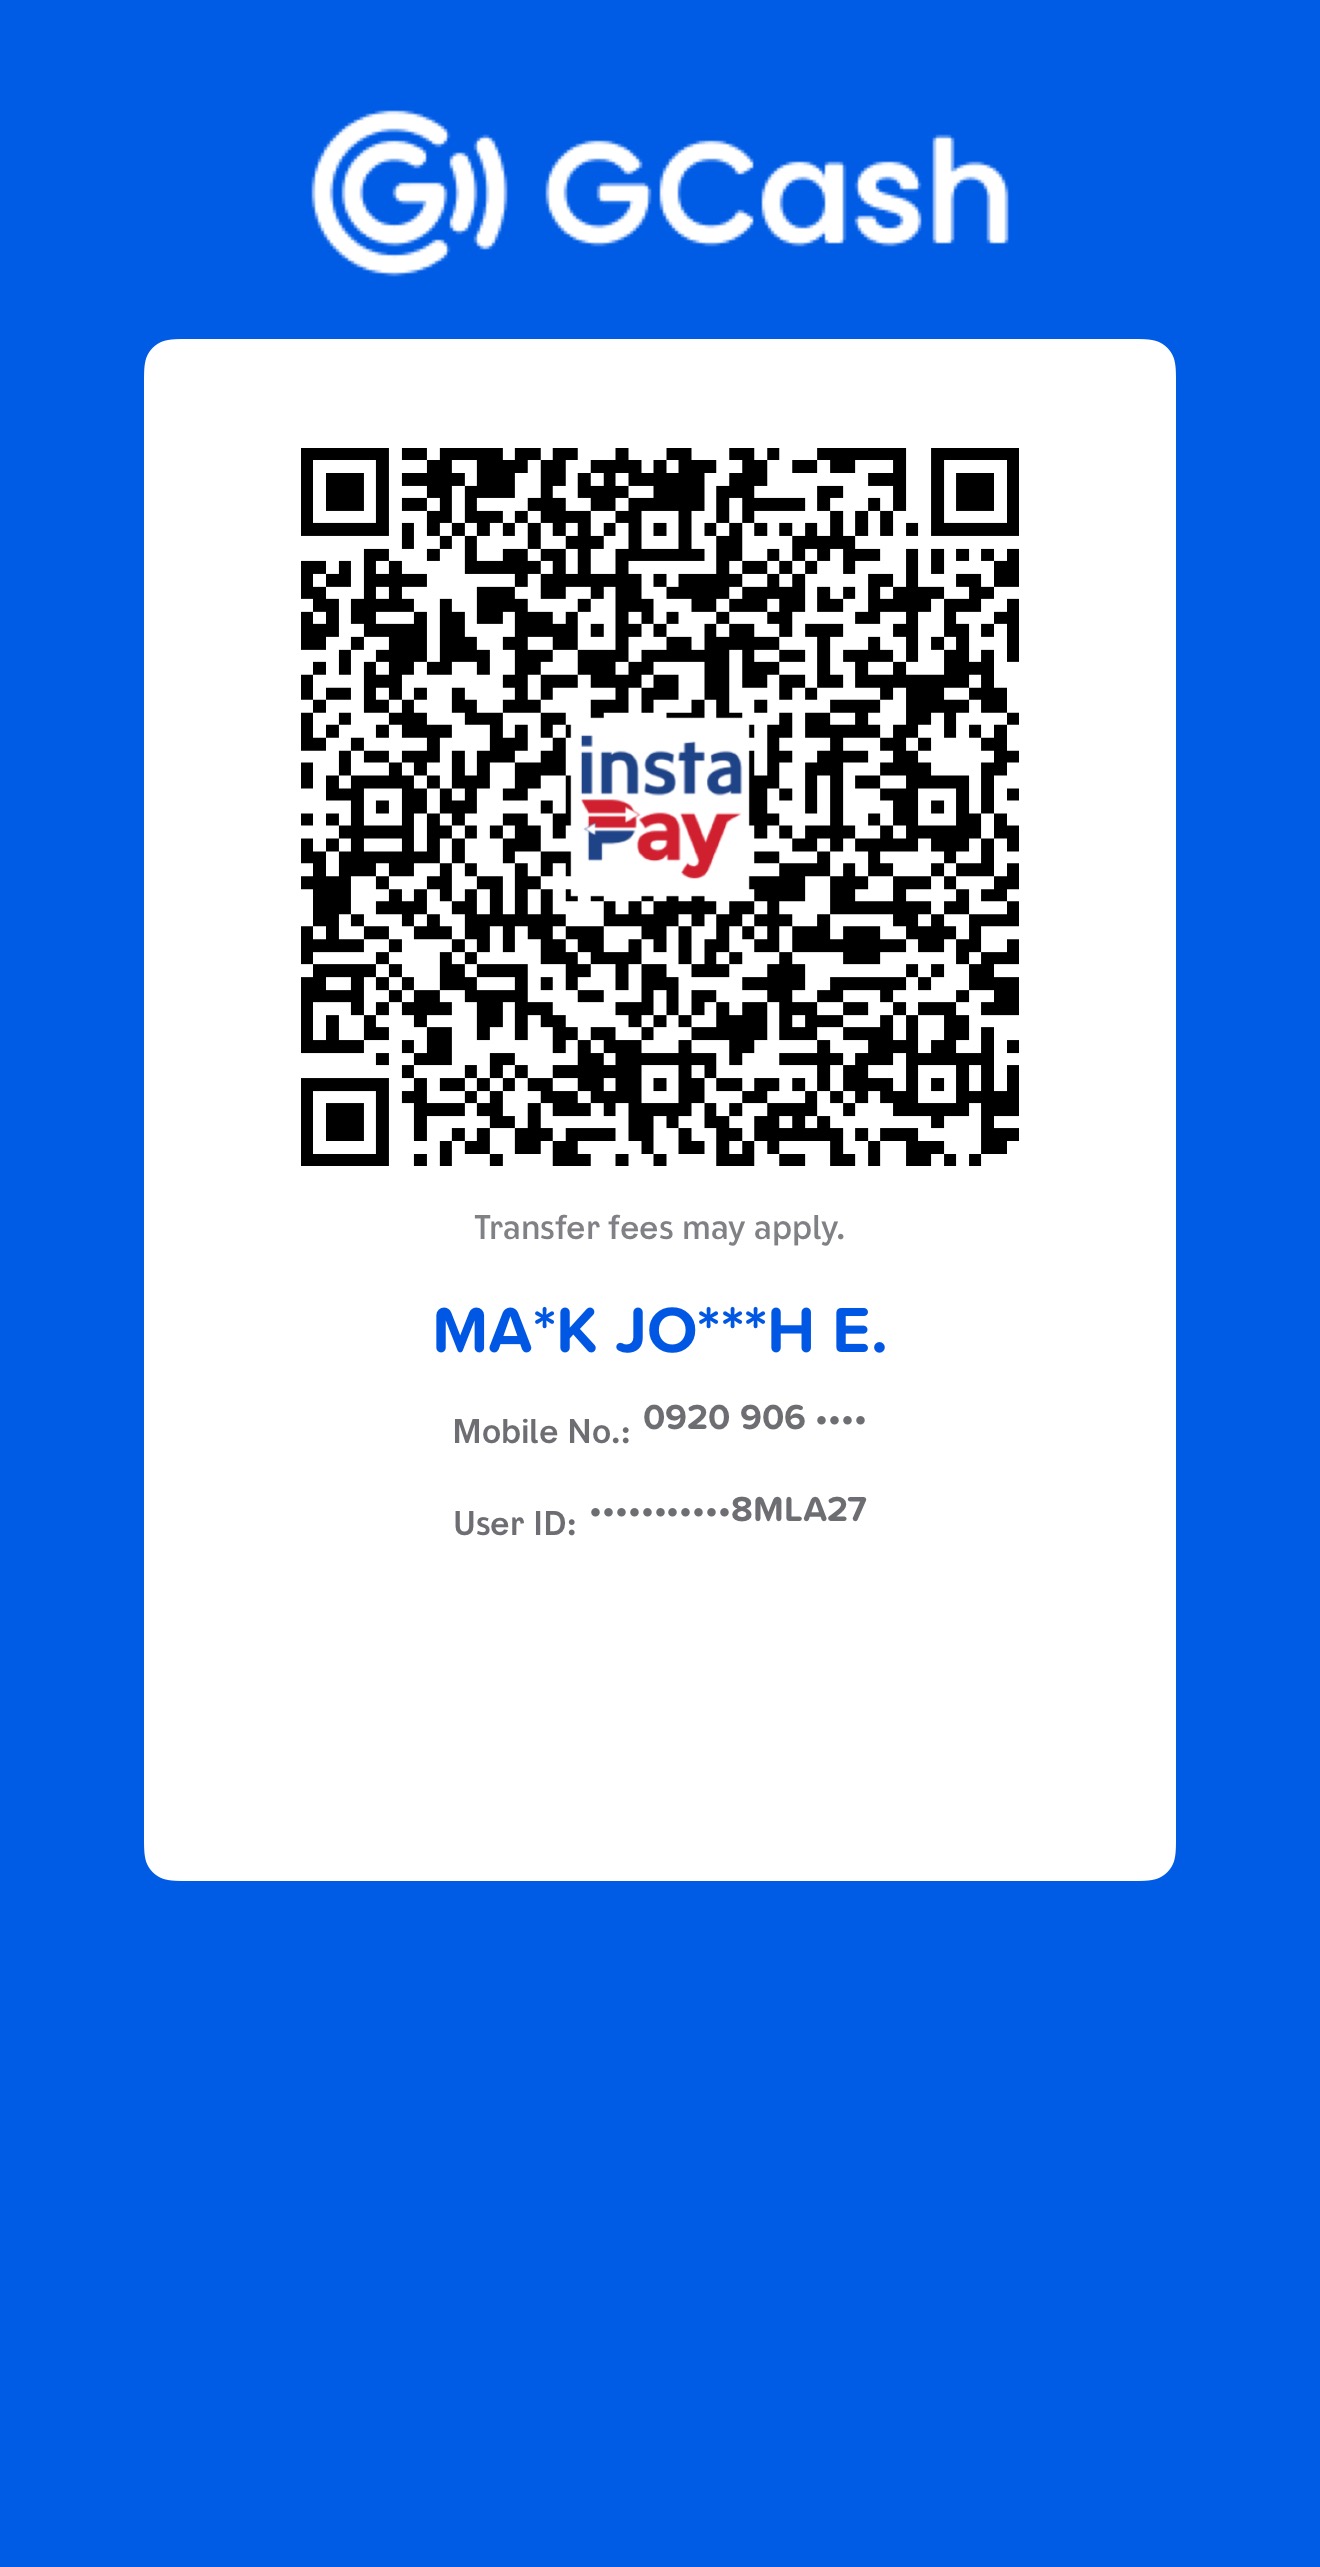 GCash
insta
Pay
Transfer fees may apply.
MA*K JO***H E.
Mobile No.: 0920 906 ••••
User ID: •••••••••••8MLA27